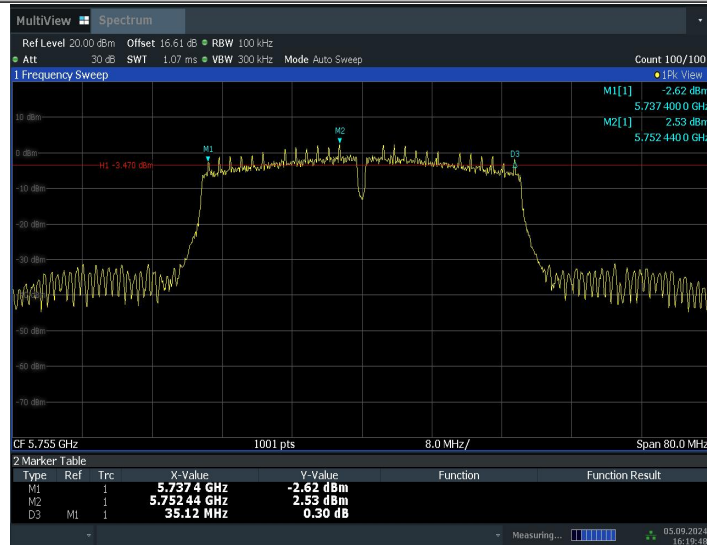 MultiView Spectrum
Ref Level 20.00 dBm Offset 16.61 dB RBW 100 kHz
Att 30 dB SWT 1.07 ms VBW 300 kHz Mode Auto Sweep Count 100/100
1 Frequency Sweep 1Pk View
M1[1] -2.62 dBm
5.737 400 0 GHz
M2[1] 2.53 dBm
5.752 440 0 GHz
10 dBm
M2
M1
0 dBm
D3
H1 -3.470 dBm
-10 dBm
-20 dBm
-30 dBm
-50 dBm
-60 dBm
-70 dBm
CF 5.755 GHz 1001 pts 8.0 MHz/ Span 80.0 MHz
2 Marker Table
Type Ref Trc X-Value Y-Value Function Function Result
M1 1 5.737 4 GHz -2.62 dBm
M2 1 5.752 44 GHz 2.53 dBm
D3 M1 1 35.12 MHz 0.30 dB
Measuring... 05.09.2024
16:19:48